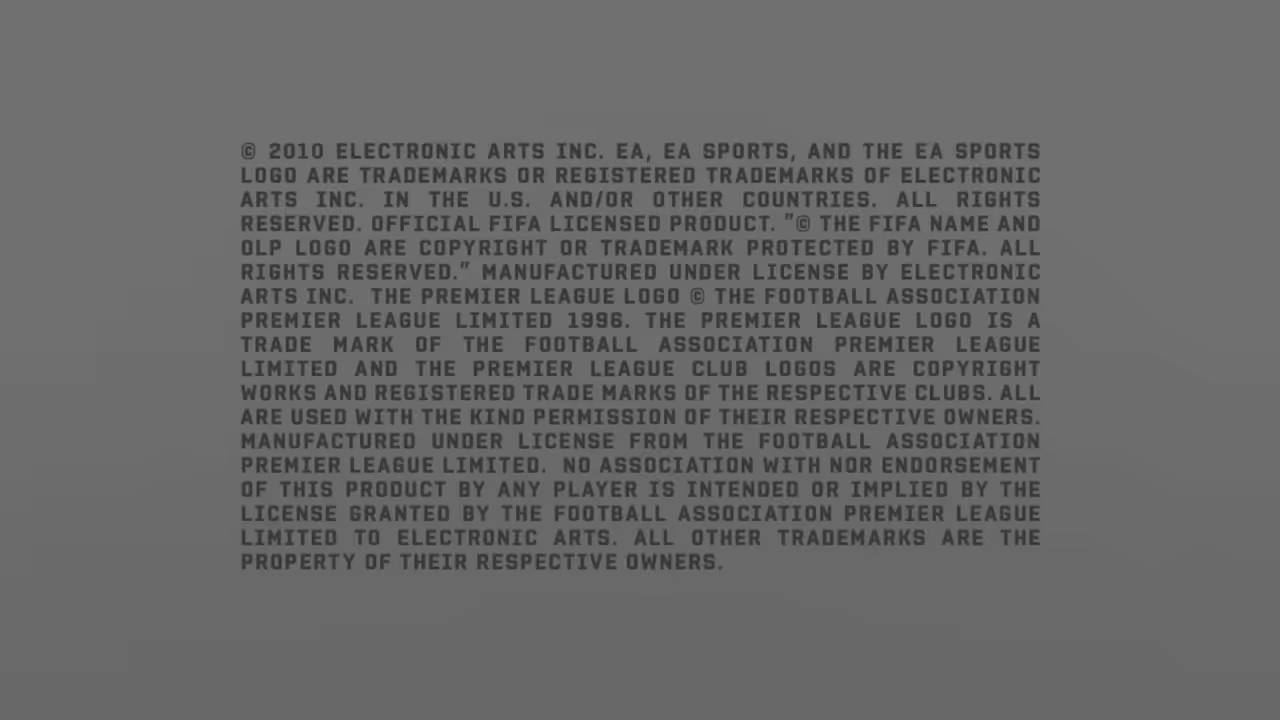 © 2010 ELECTRONIC ARTS INC. EA, EA SPORTS, AND THE EA SPORTS
LOGO ARE TRADEMARKS OR REGISTERED TRADEMARKS OF ELECTRONIC
ARTS INC. IN THE U.S. AND/OR OTHER COUNTRIES. ALL RIGHTS
RESERVED. OFFICIAL FIFA LICENSED PRODUCT. "© THE FIFA NAME AND
OLP LOGO ARE COPYRIGHT OR TRADEMARK PROTECTED BY FIFA. ALL
RIGHTS RESERVED." MANUFACTURED UNDER LICENSE BY ELECTRONIC
ARTS INC. THE PREMIER LEAGUE LOGO © THE FOOTBALL ASSOCIATION
PREMIER LEAGUE LIMITED 1996. THE PREMIER LEAGUE LOGO IS A
TRADE MARK OF THE FOOTBALL ASSOCIATION PREMIER LEAGUE
LIMITED AND THE PREMIER LEAGUE CLUB LOGOS ARE COPYRIGHT
WORKS AND REGISTERED TRADE MARKS OF THE RESPECTIVE CLUBS. ALL
ARE USED WITH THE KIND PERMISSION OF THEIR RESPECTIVE OWNERS.
MANUFACTURED UNDER LICENSE FROM THE FOOTBALL ASSOCIATION
PREMIER LEAGUE LIMITED. NO ASSOCIATION WITH NOR ENDORSEMENT
OF THIS PRODUCT BY ANY PLAYER IS INTENDED OR IMPLIED BY THE
LICENSE GRANTED BY THE FOOTBALL ASSOCIATION PREMIER LEAGUE
LIMITED TO ELECTRONIC ARTS. ALL OTHER TRADEMARKS ARE THE
PROPERTY OF THEIR RESPECTIVE OWNERS.